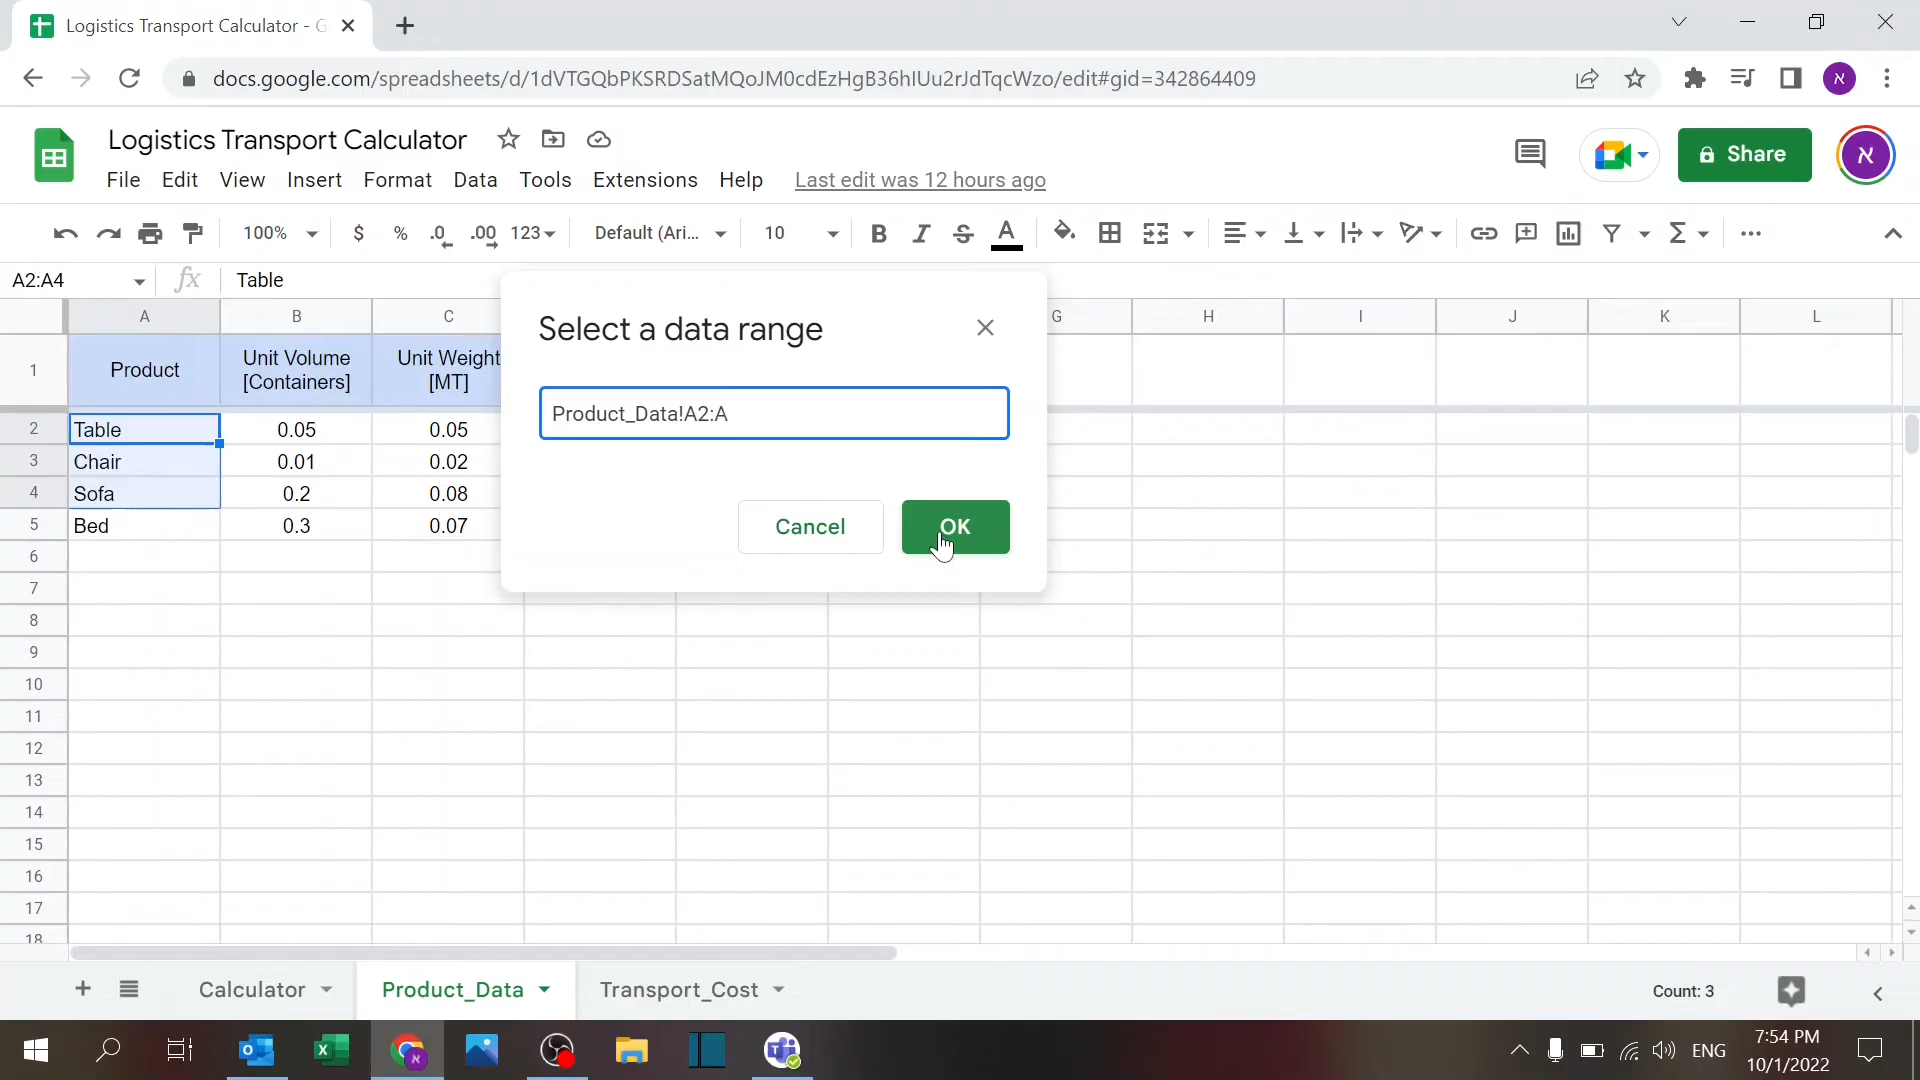 Logistics Transport Calculator - G
docs.google.com/spreadsheets/d/1dVTGQbPKSRDSatMQoJM0cdEzHgB36hIUu2rJdTqcWzo/edit#gid=342864409
א
Logistics Transport Calculator
Share
א
File Edit View Insert Format Data Tools Extensions Help Last edit was 12 hours ago
100% $ % .0 .00 123 Default (Ari... 10 B I S A
A2:A4 fx Table
A B C G H I J K L
1 Product Unit Volume [Containers] Unit Weight [MT]
2 Table 0.05 0.05
3 Chair 0.01 0.02
4 Sofa 0.2 0.08
5 Bed 0.3 0.07
6
7
8
9
10
11
12
13
14
15
16
17
18
Select a data range
Product_Data!A2:A
Cancel OK
Calculator Product_Data Transport_Cost Count: 3
ENG 7:54 PM
10/1/2022